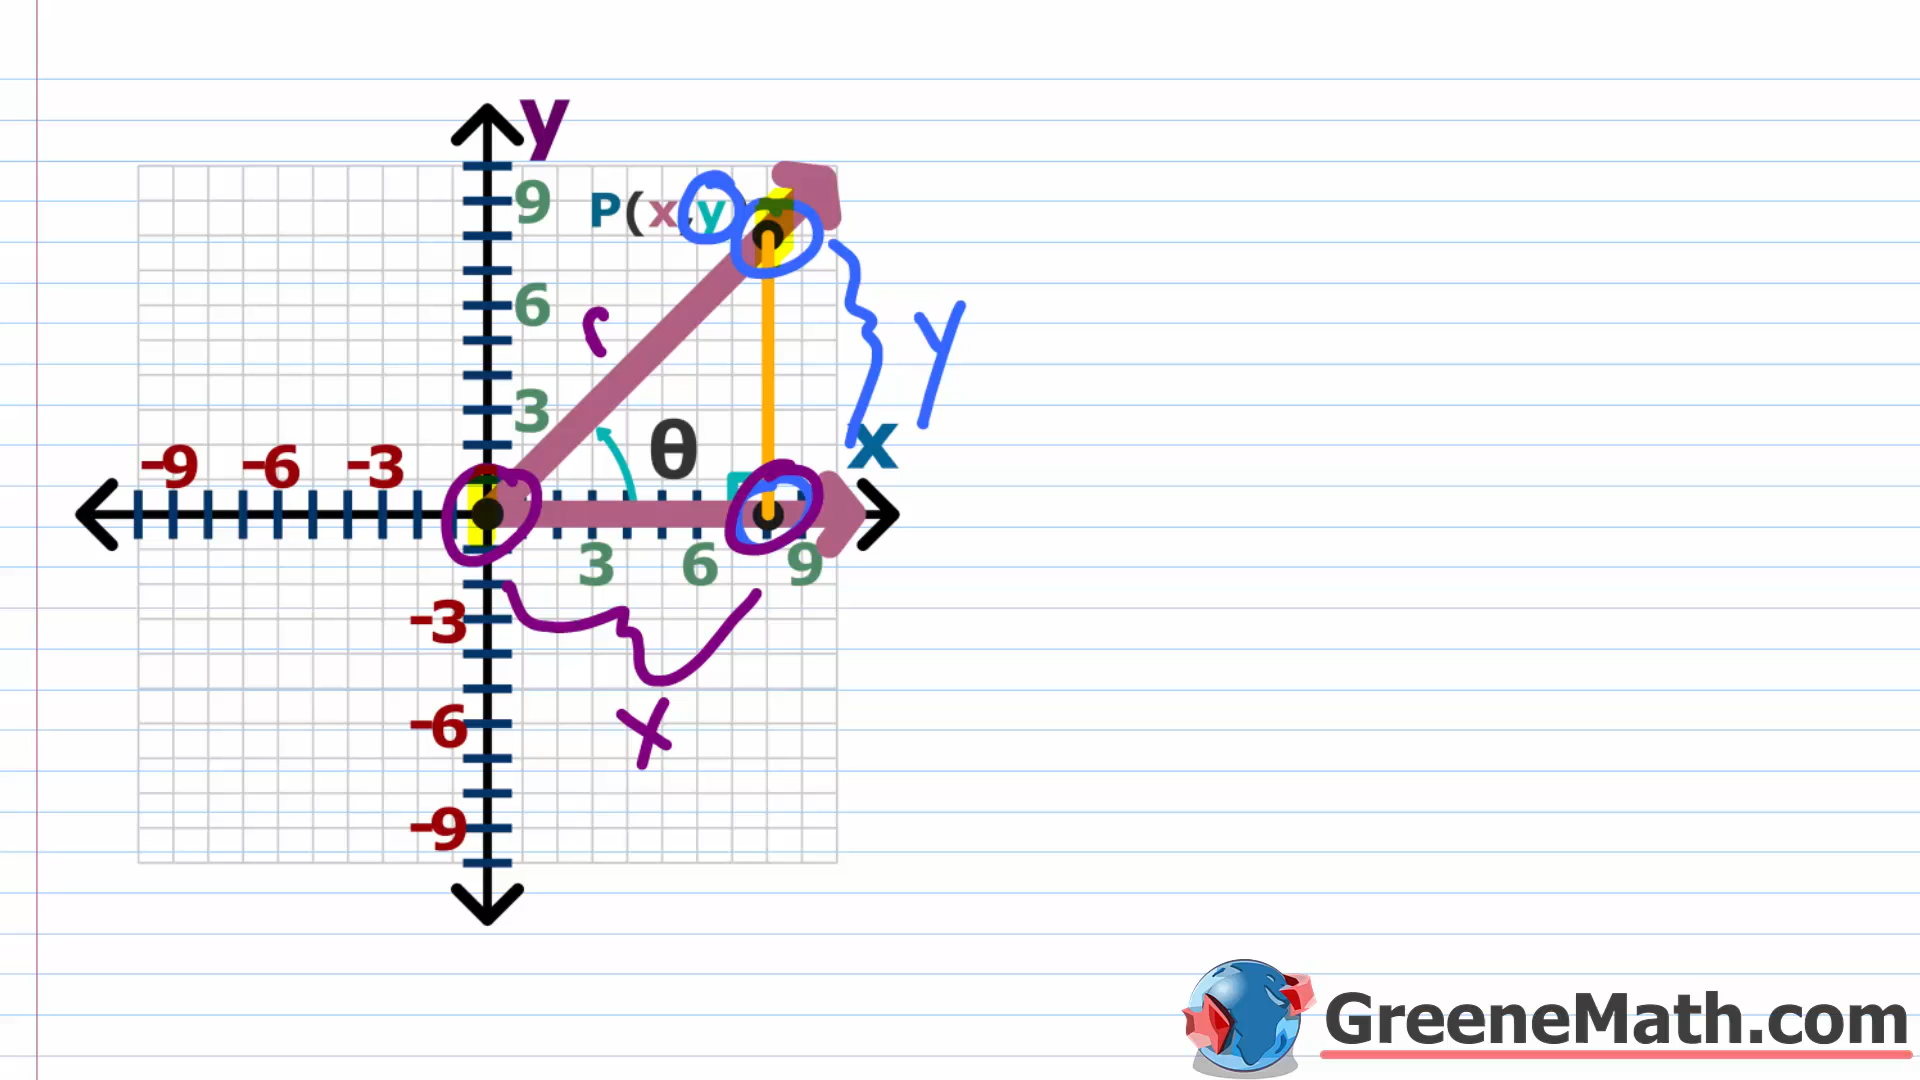 y
9
P(x,y
6
r
y
3
θ
x
-9 -6 -3
3 6 9
-3
x
-6
-9
GreeneMath.com